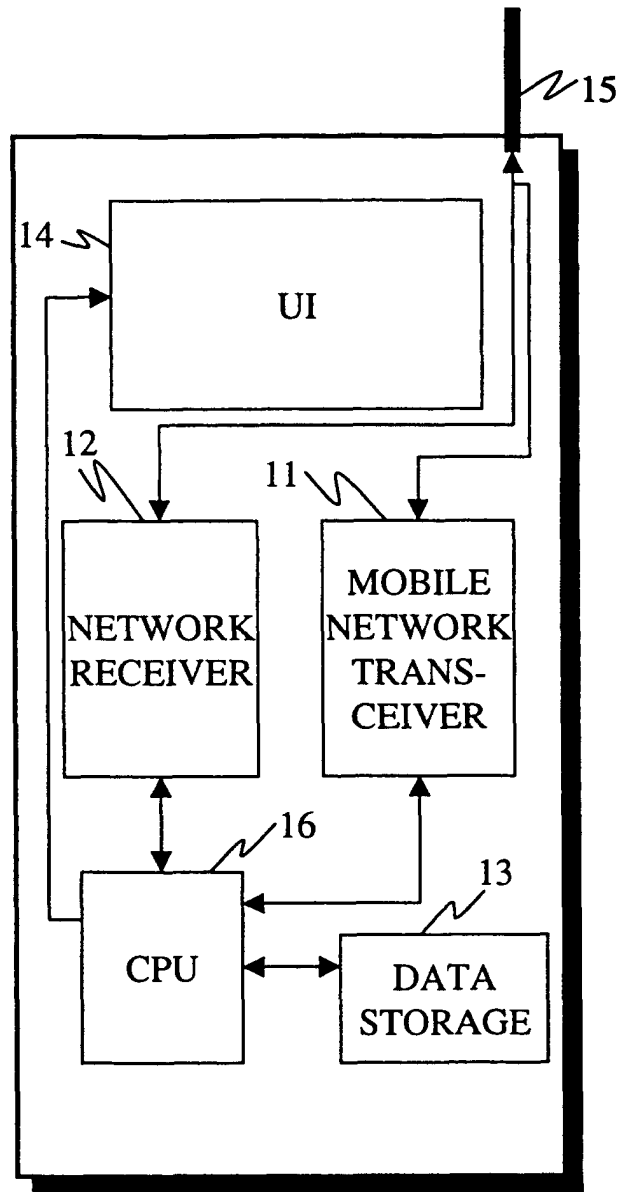 15
14
UI
12
11
NETWORK
RECEIVER
MOBILE
NETWORK
TRANS-
CEIVER
16
13
CPU
DATA
STORAGE